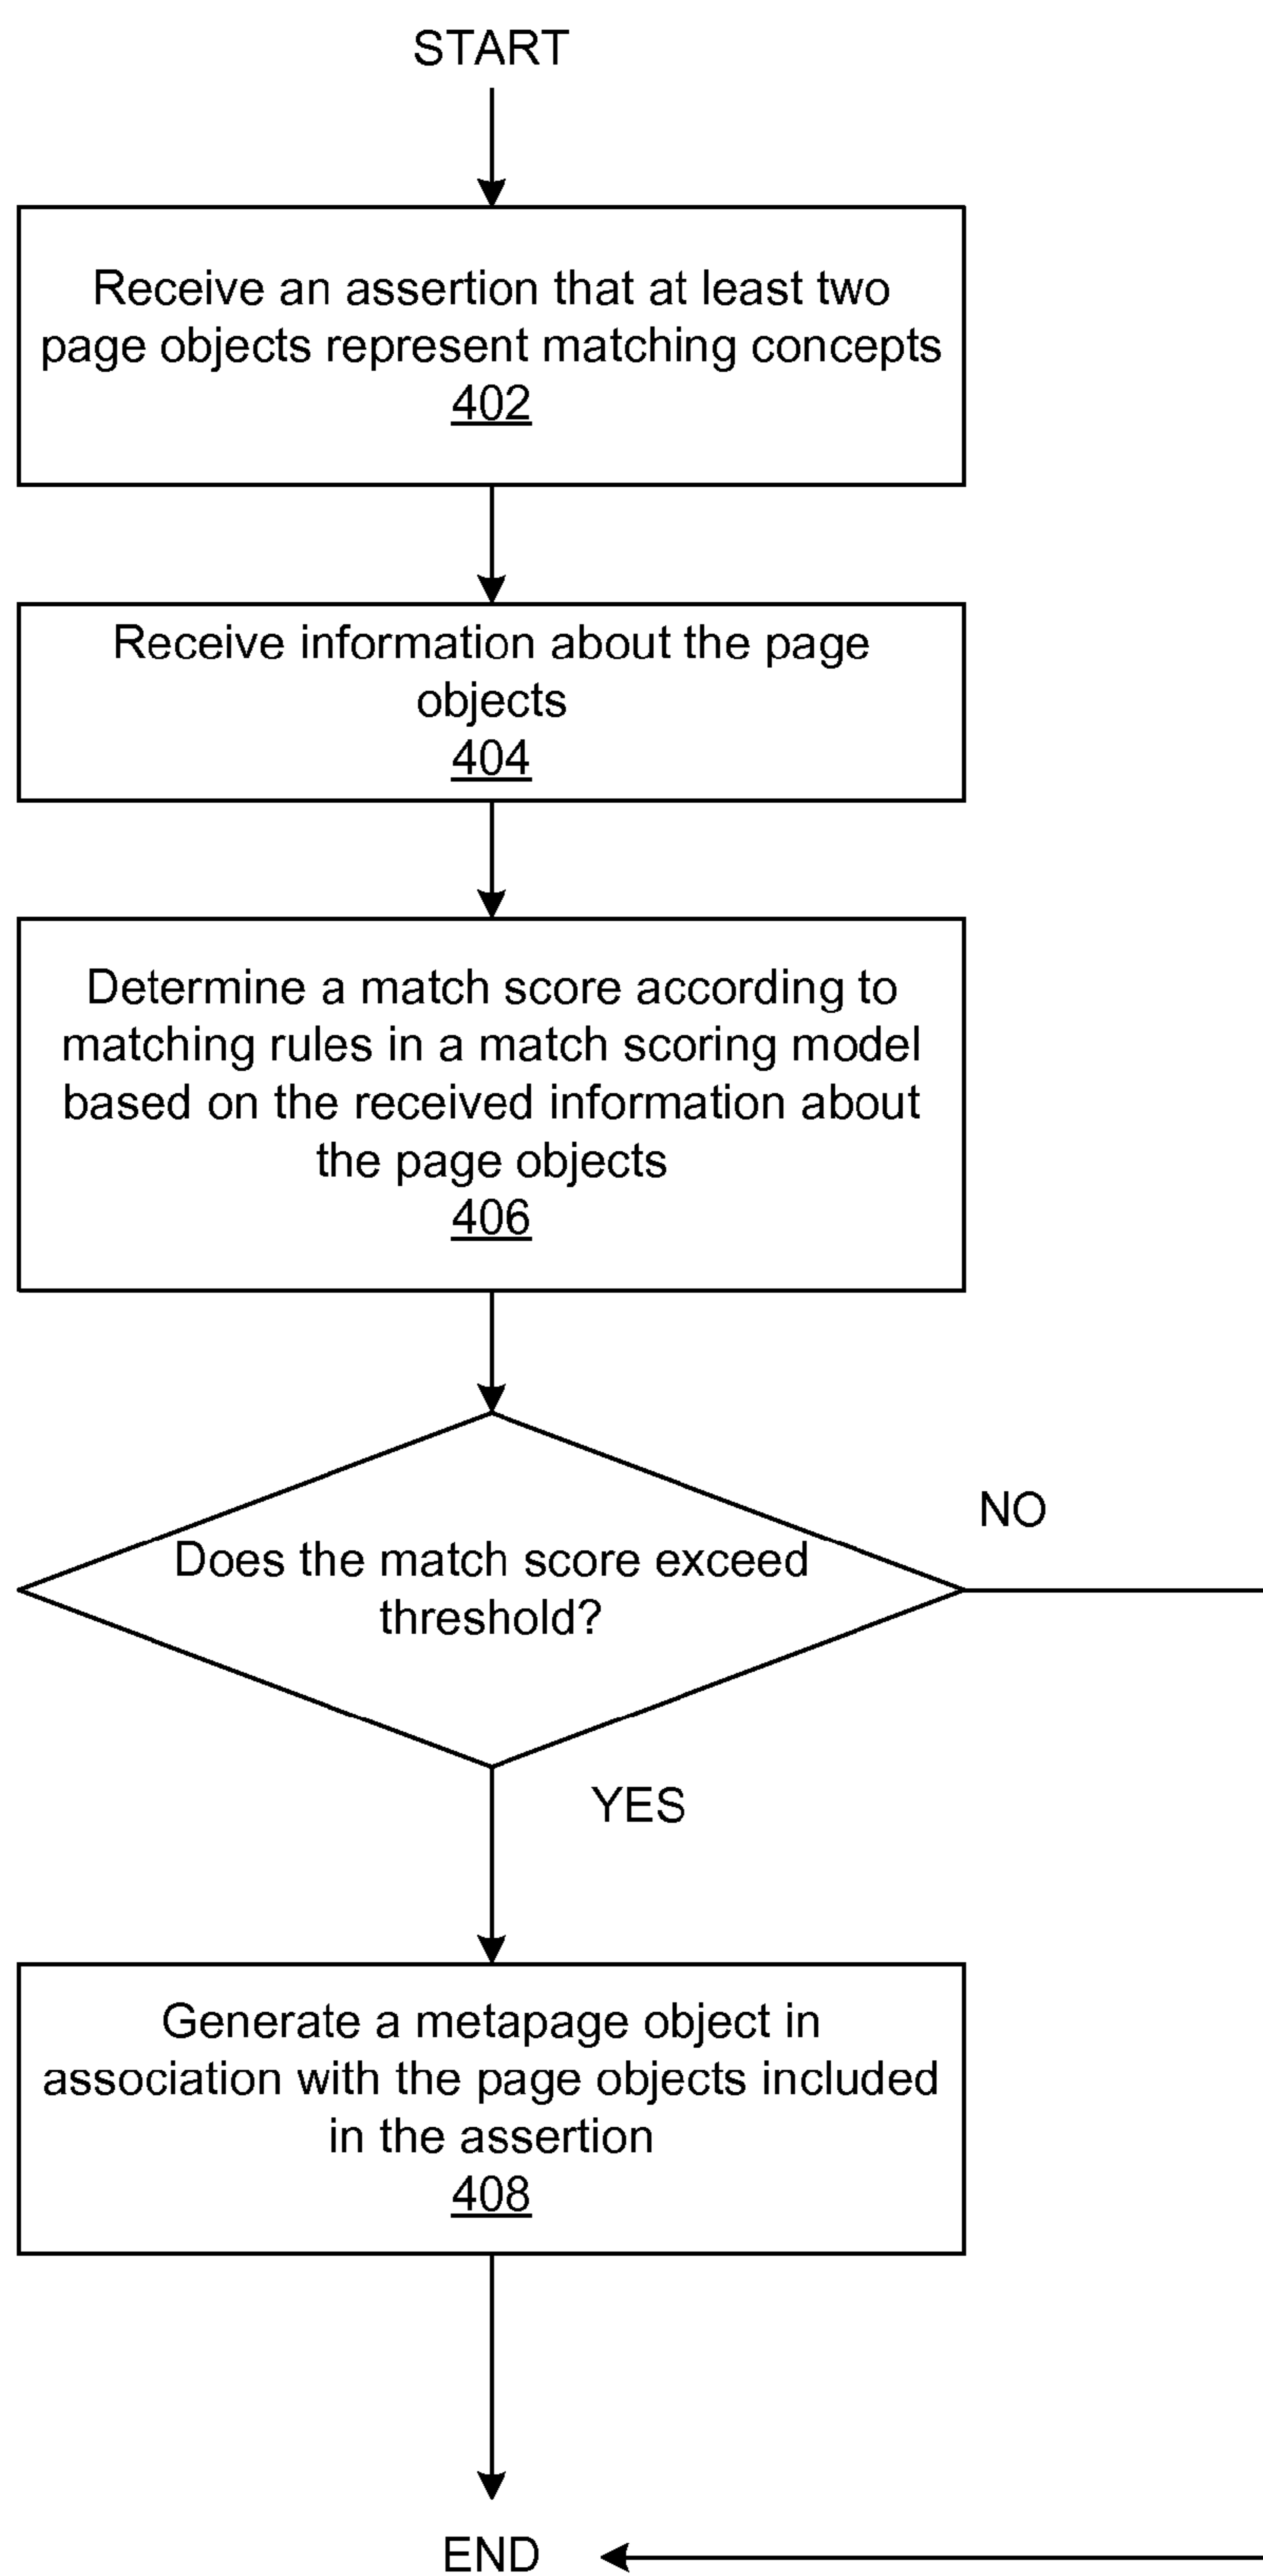 START
Receive an assertion that at least two
page objects represent matching concepts
402
Receive information about the page
objects
404
Determine a match score according to
matching rules in a match scoring model
based on the received information about
the page objects
406
NO
Does the match score exceed
threshold?
YES
Generate a metapage object in
association with the page objects included
in the assertion
408
END